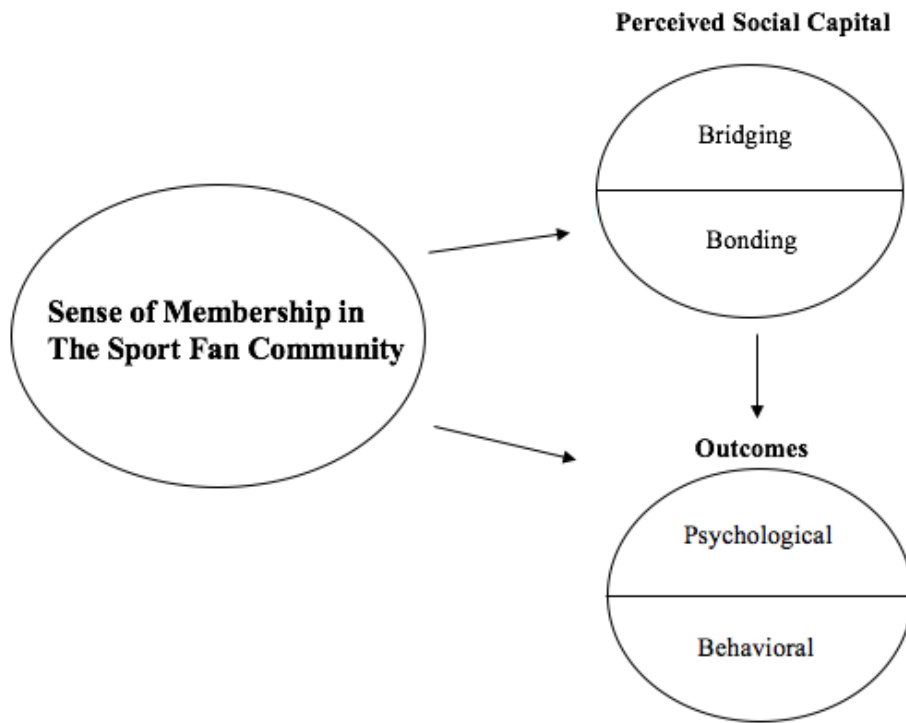 Perceived Social Capital
Bridging
Bonding
Sense of Membership in
The Sport Fan Community
Outcomes
Psychological
Behavioral